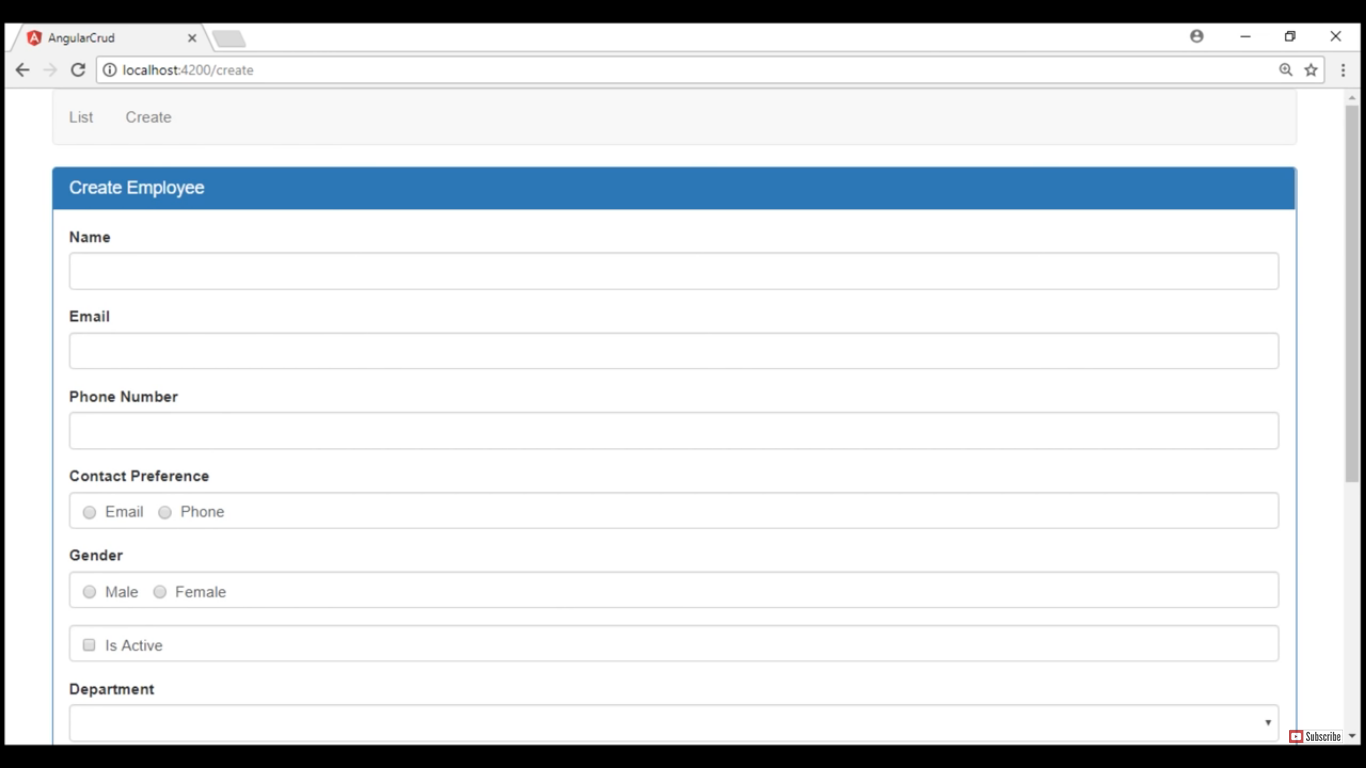 AngularCrud
localhost:4200/create
List Create
Create Employee
Name
Email
Phone Number
Contact Preference
Email Phone
Gender
Male Female
Is Active
Department
Subscribe